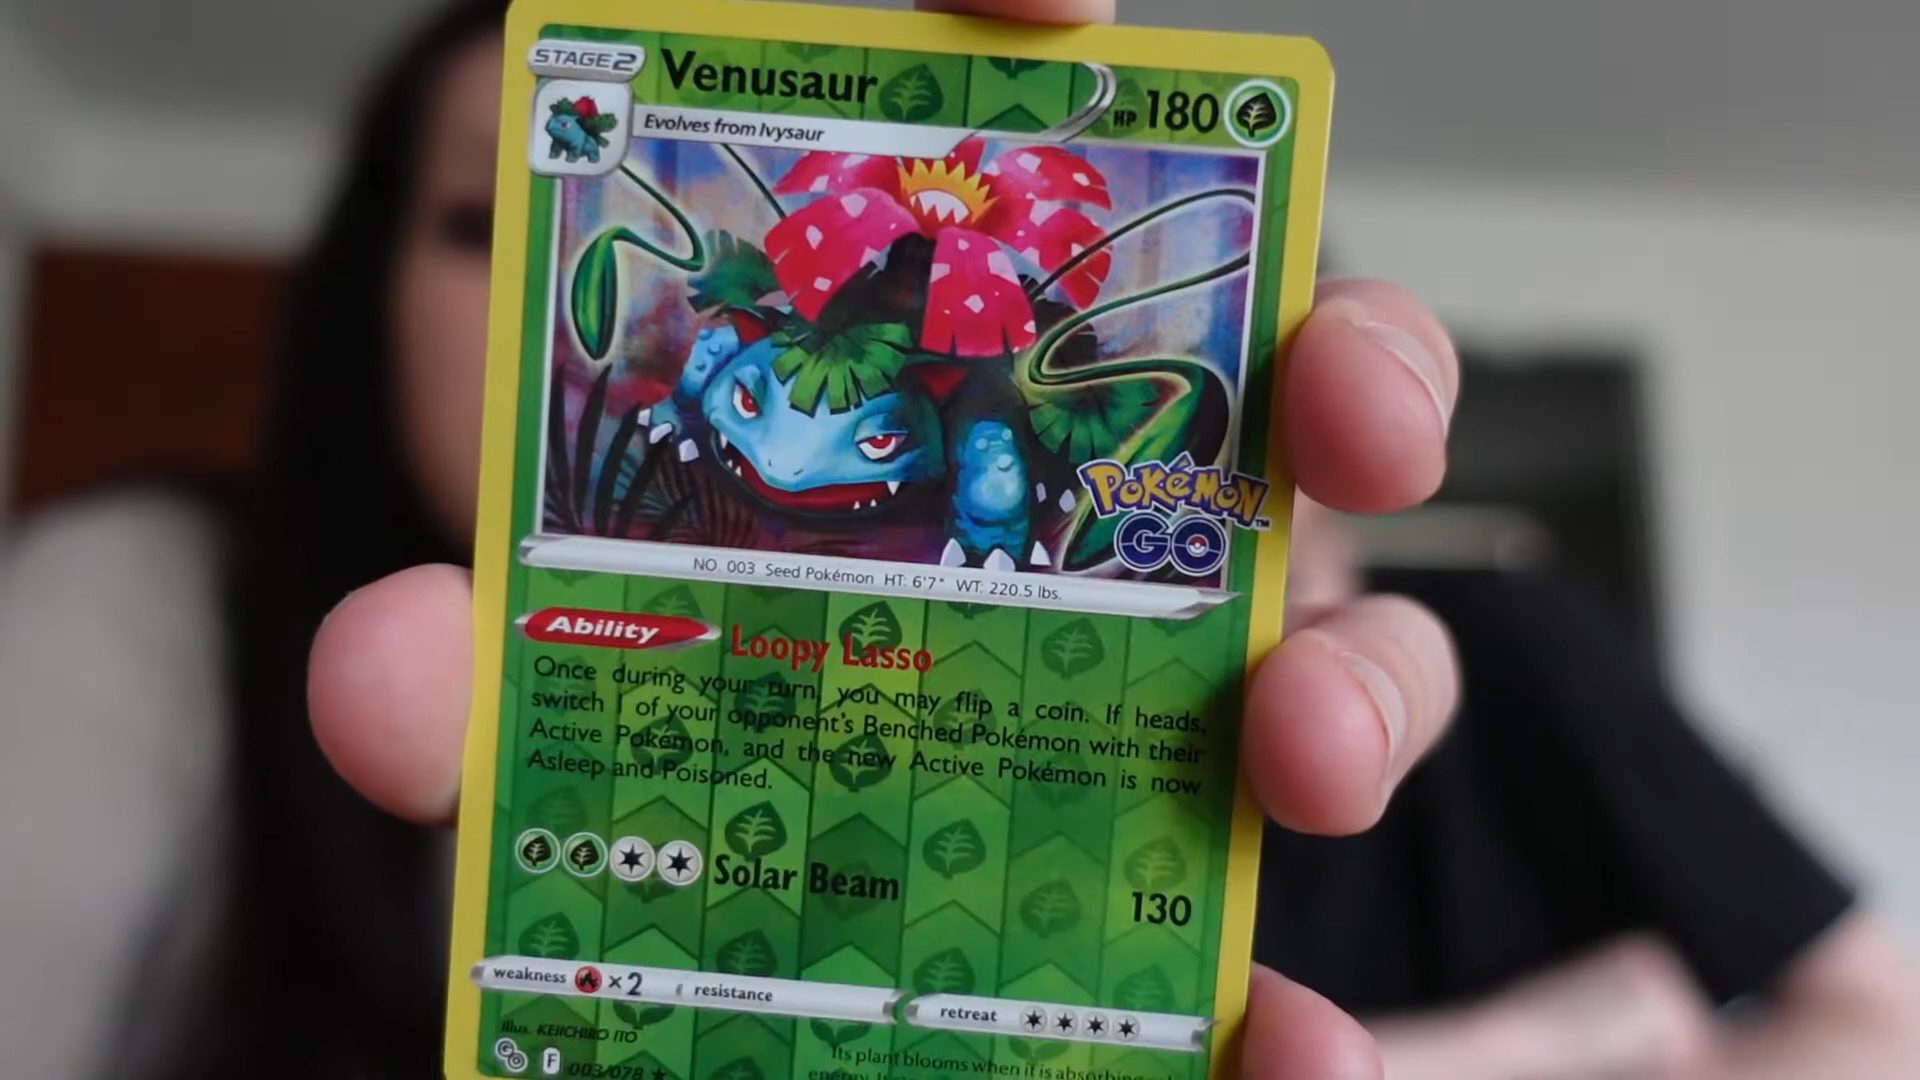 STAGE2
Venusaur
HP 180
Evolves from Ivysaur
POKéMON™
GO
NO. 003 Seed Pokémon HT: 6'7" WT: 220.5 lbs.
Ability Loopy Lasso
Once during your turn, you may flip a coin. If heads,
switch 1 of your opponent's Benched Pokémon with their
Active Pokémon, and the new Active Pokémon is now
Asleep and Poisoned.
Solar Beam 130
weakness ×2 resistance retreat
Illus. KEIICHIRO ITO
GO F 003/078 ★
Its plant blooms when it is absorbing
energy.